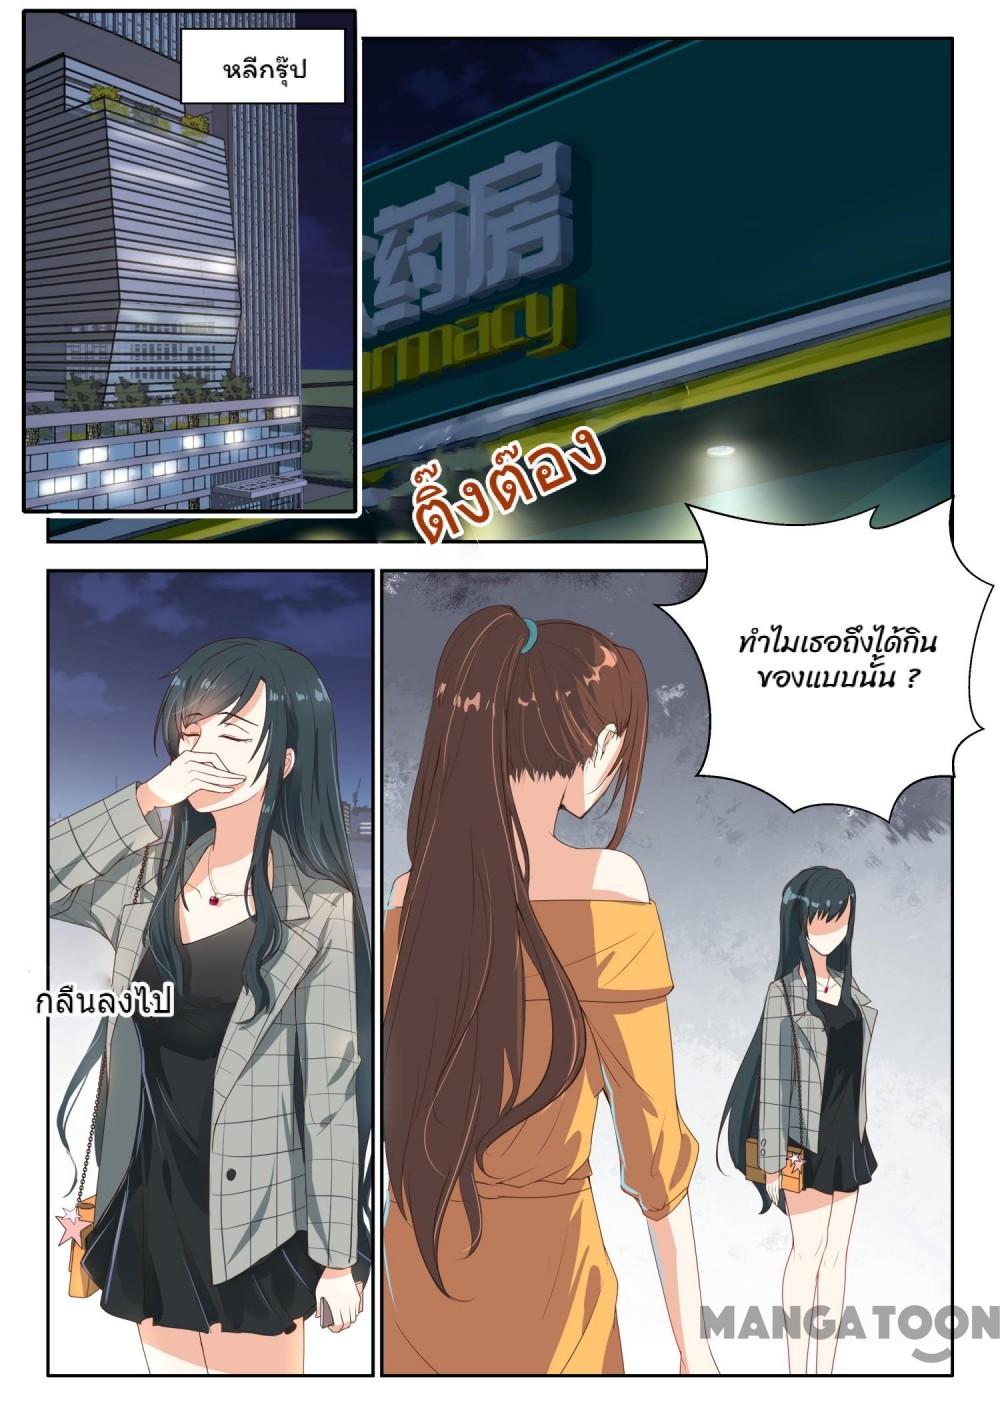 หลีกรุ๊ป
药房
armacy
ติ๊งต๊อง
ทำไมเธอถึงได้กิน
ของแบบนั้น ?
กลืนลงไป
MANGATOON